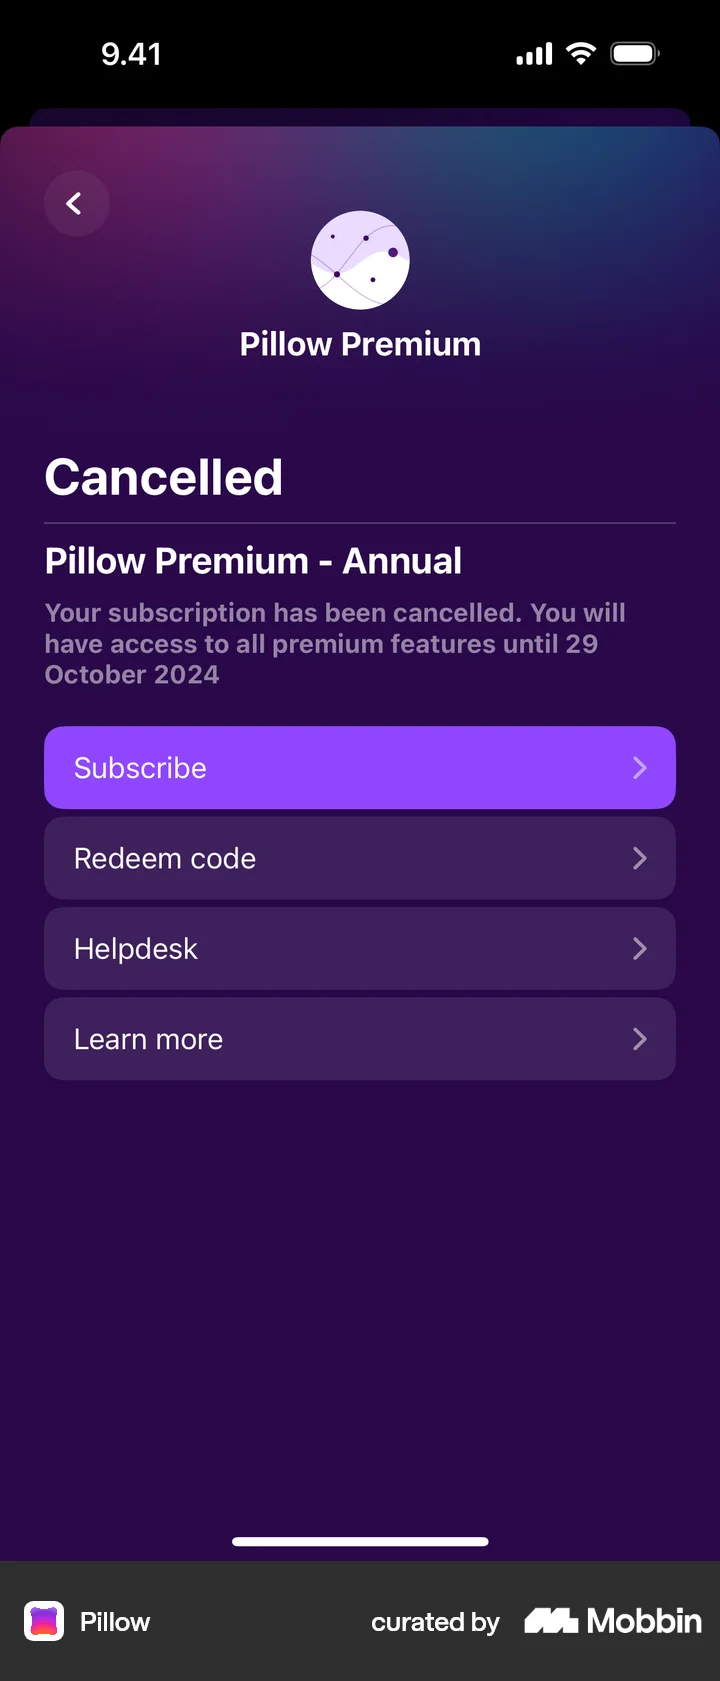 9.41
Pillow Premium
Cancelled
Pillow Premium - Annual
Your subscription has been cancelled. You will
have access to all premium features until 29
October 2024
Subscribe
Redeem code
Helpdesk
Learn more
Pillow
curated by Mobbin